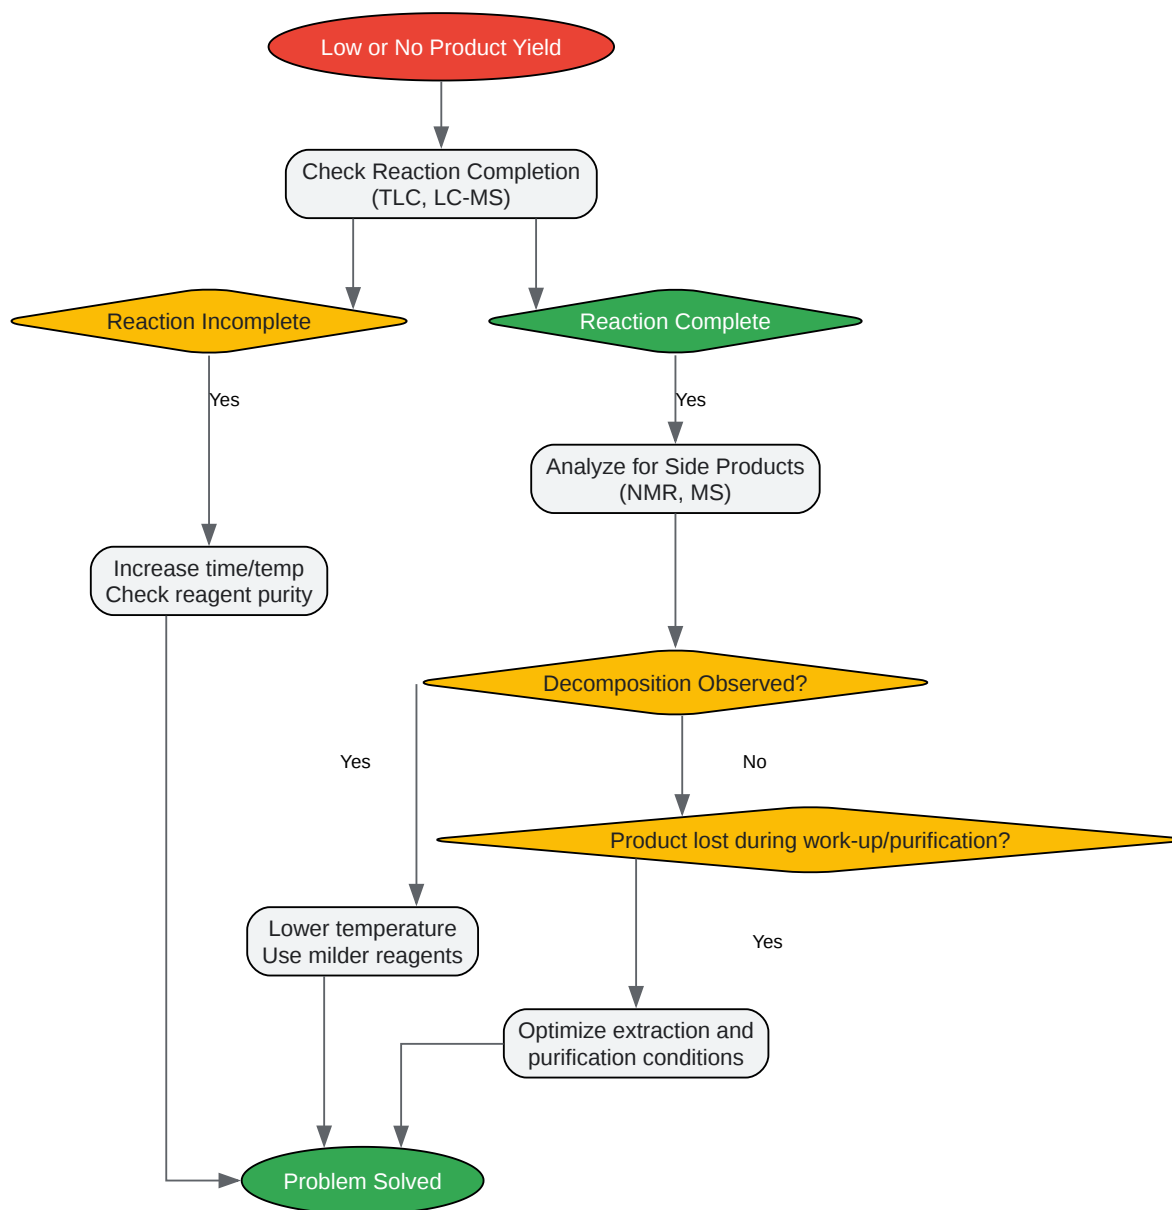 Low or No Product Yield
Check Reaction Completion
(TLC, LC-MS)
Reaction Incomplete
Reaction Complete
Yes
Yes
Analyze for Side Products
(NMR, MS)
Increase time/temp
Check reagent purity
Decomposition Observed?
Yes
No
Product lost during work-up/purification?
Lower temperature
Use milder reagents
Yes
Optimize extraction and
purification conditions
Problem Solved